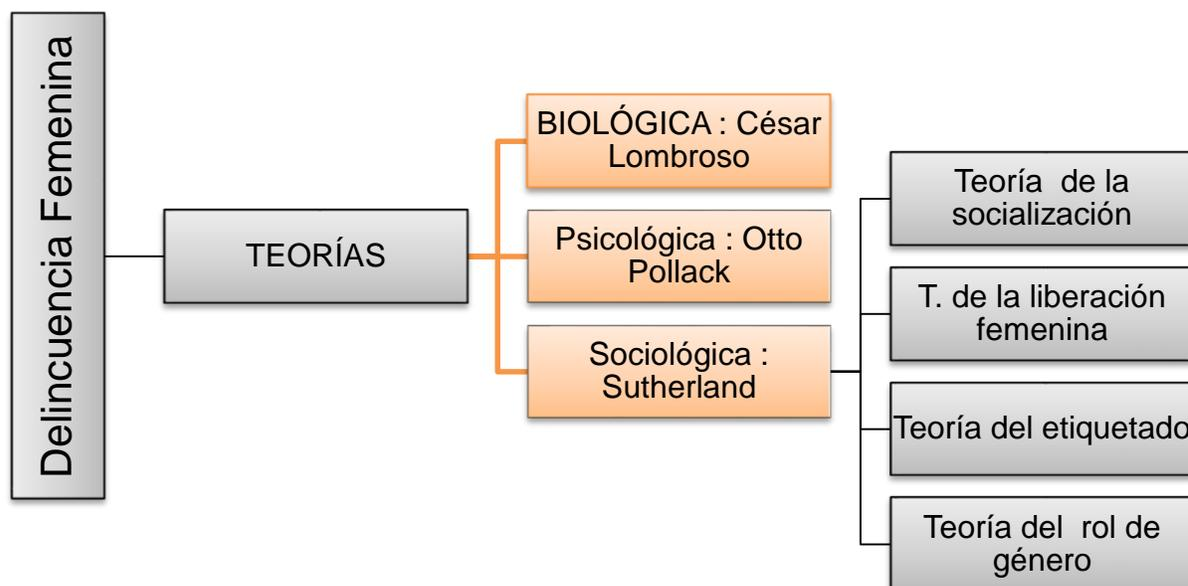 Delincuencia Femenina
TEORÍAS
BIOLÓGICA : César
Lombroso
Psicológica : Otto
Pollack
Sociológica :
Sutherland
Teoría de la
socialización
T. de la liberación
femenina
Teoría del etiquetado
Teoría del rol de
género